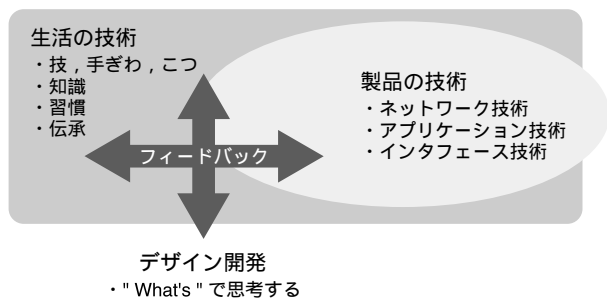 生活の技術
・技，手ぎわ，こつ
・知識
・習慣
・伝承
製品の技術
・ネットワーク技術
・アプリケーション技術
・インタフェース技術
フィードバック
デザイン開発
・" What's " で思考する